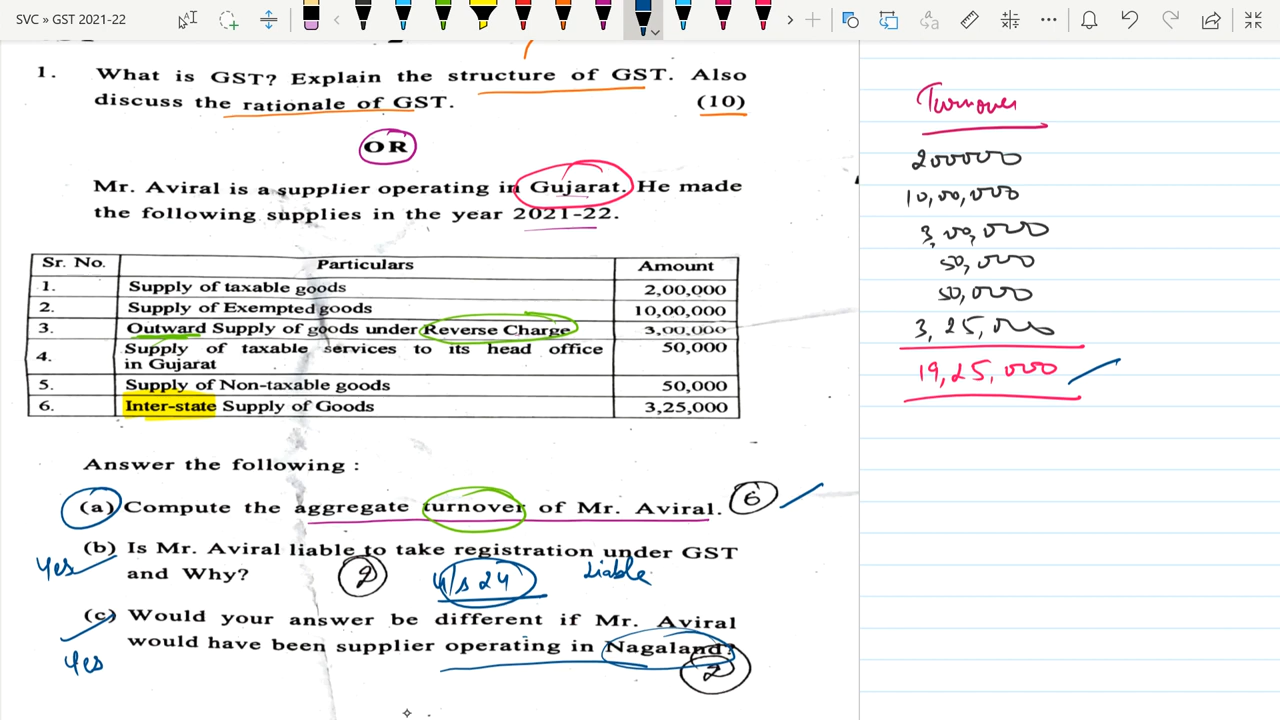 SVC » GST 2021-22
1. What is GST? Explain the structure of GST. Also
discuss the rationale of GST. (10)
OR
Mr. Aviral is a supplier operating in Gujarat. He made
the following supplies in the year 2021-22.
Sr. No. Particulars Amount
1. Supply of taxable goods 2,00,000
2. Supply of Exempted goods 10,00,000
3. Outward Supply of goods under Reverse Charge 3,00,000
4. Supply of taxable services to its head office 50,000
in Gujarat
5. Supply of Non-taxable goods 50,000
6. Inter-state Supply of Goods 3,25,000
Answer the following :
(a) Compute the aggregate turnover of Mr. Aviral. 6
(b) Is Mr. Aviral liable to take registration under GST
Yes and Why? 2 u/s 24 Liable
(c) Would your answer be different if Mr. Aviral
would have been supplier operating in Nagaland?
Yes 2
Turnover
200000
10,00,000
3,00,000
50,000
50,000
3,25,000
19,25,000